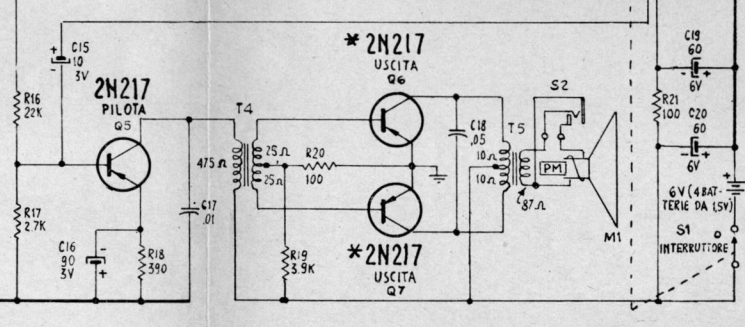 C15
10
3V
2N217
PILOTA
Q5
R16
22K
R17
2.7K
C16
90
3V
R18
390
C17
.01
T4
475Ω
25Ω
25Ω
R20
100
R19
3.9K
*2N217
USCITA
Q6
*2N217
USCITA
Q7
C18
.05
T5
10Ω
10Ω
.87Ω
S2
PM
M1
C19
60
6V
R21
100
C20
60
6V
6V (4 BAT-
TERIE DA 1,5V)
S1
INTERRUTTORE